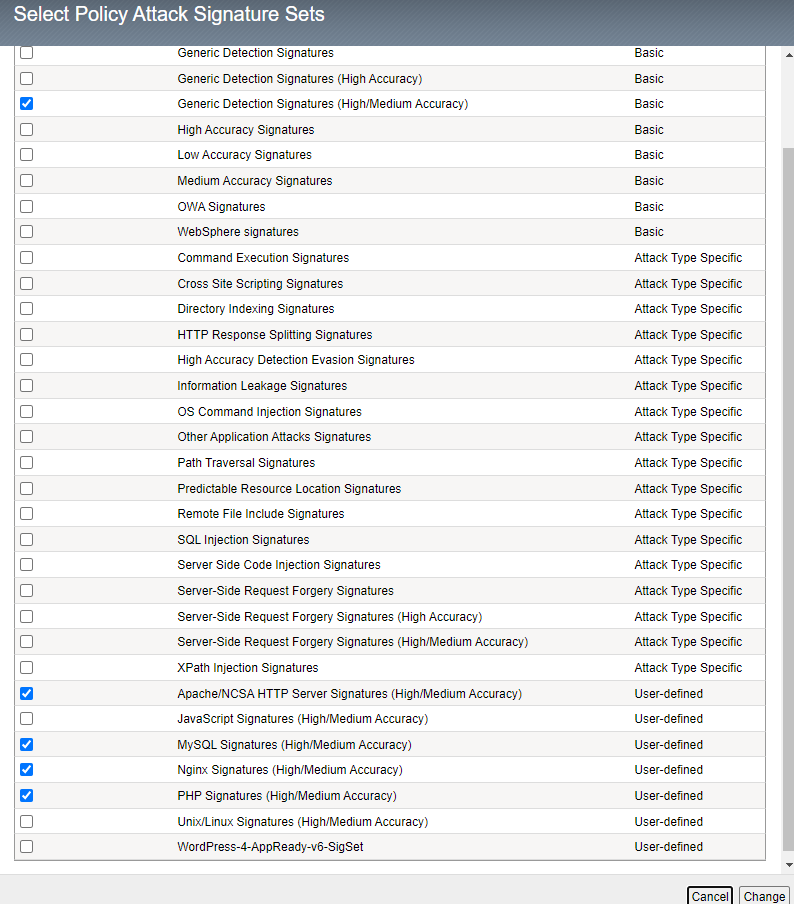 Select Policy Attack Signature Sets
Generic Detection Signatures Basic
Generic Detection Signatures (High Accuracy) Basic
Generic Detection Signatures (High/Medium Accuracy) Basic
High Accuracy Signatures Basic
Low Accuracy Signatures Basic
Medium Accuracy Signatures Basic
OWA Signatures Basic
WebSphere signatures Basic
Command Execution Signatures Attack Type Specific
Cross Site Scripting Signatures Attack Type Specific
Directory Indexing Signatures Attack Type Specific
HTTP Response Splitting Signatures Attack Type Specific
High Accuracy Detection Evasion Signatures Attack Type Specific
Information Leakage Signatures Attack Type Specific
OS Command Injection Signatures Attack Type Specific
Other Application Attacks Signatures Attack Type Specific
Path Traversal Signatures Attack Type Specific
Predictable Resource Location Signatures Attack Type Specific
Remote File Include Signatures Attack Type Specific
SQL Injection Signatures Attack Type Specific
Server Side Code Injection Signatures Attack Type Specific
Server-Side Request Forgery Signatures Attack Type Specific
Server-Side Request Forgery Signatures (High Accuracy) Attack Type Specific
Server-Side Request Forgery Signatures (High/Medium Accuracy) Attack Type Specific
XPath Injection Signatures Attack Type Specific
Apache/NCSA HTTP Server Signatures (High/Medium Accuracy) User-defined
JavaScript Signatures (High/Medium Accuracy) User-defined
MySQL Signatures (High/Medium Accuracy) User-defined
Nginx Signatures (High/Medium Accuracy) User-defined
PHP Signatures (High/Medium Accuracy) User-defined
Unix/Linux Signatures (High/Medium Accuracy) User-defined
WordPress-4-AppReady-v6-SigSet User-defined
Cancel Change